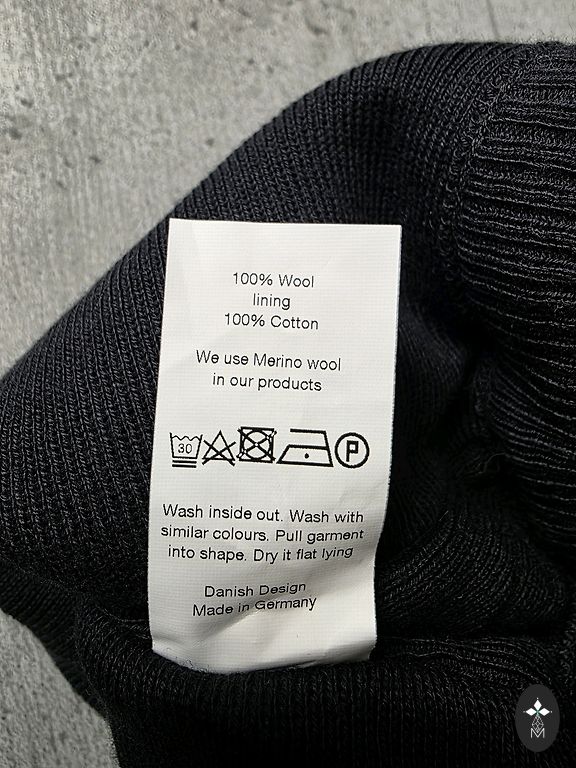 100% Wool
lining
100% Cotton
We use Merino wool
in our products
30
P
Wash inside out. Wash with
similar colours. Pull garment
into shape. Dry it flat lying
Danish Design
Made in Germany
M